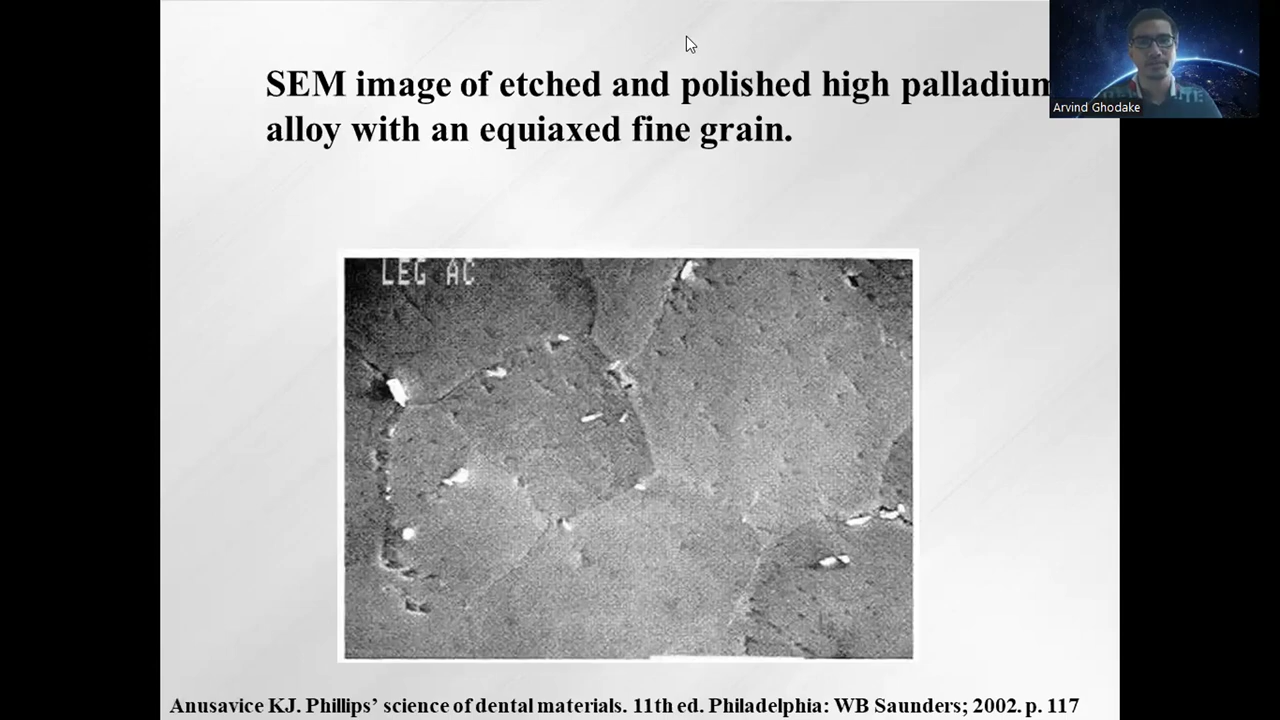 SEM image of etched and polished high palladium
alloy with an equiaxed fine grain.
Arvind Ghodake
LEG AC
Anusavice KJ. Phillips’ science of dental materials. 11th ed. Philadelphia: WB Saunders; 2002. p. 117